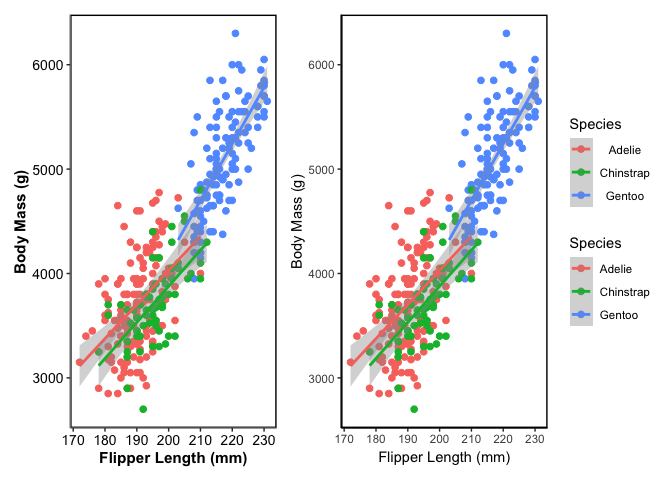 Body Mass (g)
6000
5000
4000
3000
170 180 190 200 210 220 230
Flipper Length (mm)
Body Mass (g)
6000
5000
4000
3000
170 180 190 200 210 220 230
Flipper Length (mm)
Species
Adelie
Chinstrap
Gentoo
Species
Adelie
Chinstrap
Gentoo